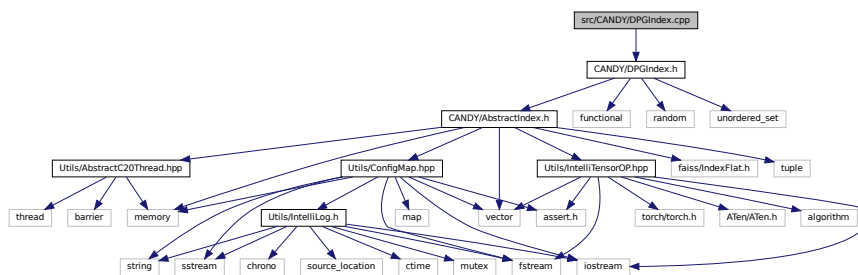 src/CANDY/DPGIndex.cpp
CANDY/DPGIndex.h
CANDY/AbstractIndex.h
functional
random
unordered_set
Utils/AbstractC20Thread.hpp
Utils/ConfigMap.hpp
Utils/IntelliTensorOP.hpp
faiss/IndexFlat.h
tuple
thread
barrier
memory
Utils/IntelliLog.h
map
vector
assert.h
torch/torch.h
ATen/ATen.h
algorithm
string
sstream
chrono
source_location
ctime
mutex
fstream
iostream